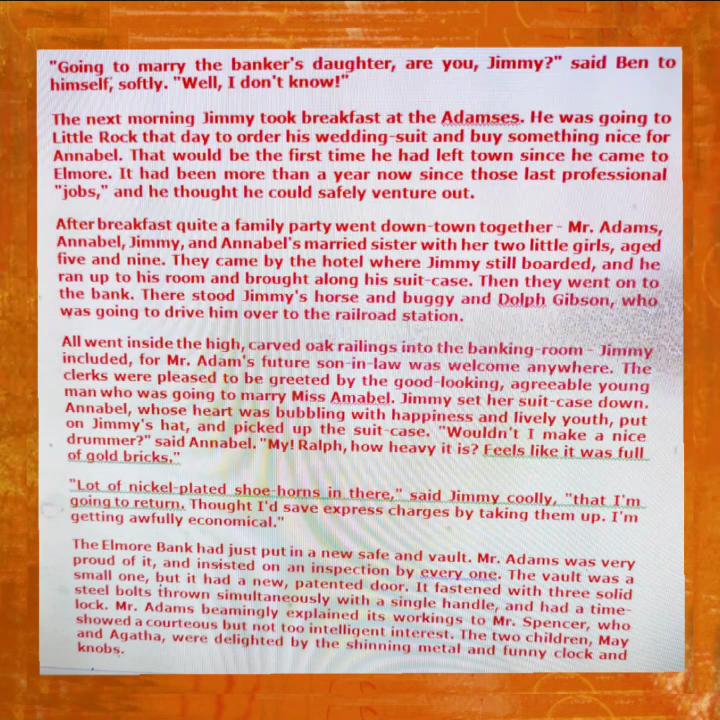 "Going to marry the banker's daughter, are you, Jimmy?" said Ben to
himself, softly. "Well, I don't know!"
The next morning Jimmy took breakfast at the Adamses. He was going to
Little Rock that day to order his wedding-suit and buy something nice for
Annabel. That would be the first time he had left town since he came to
Elmore. It had been more than a year now since those last professional
"jobs," and he thought he could safely venture out.
After breakfast quite a family party went down-town together - Mr. Adams,
Annabel, Jimmy, and Annabel's married sister with her two little girls, aged
five and nine. They came by the hotel where Jimmy still boarded, and he
ran up to his room and brought along his suit-case. Then they went on to
the bank. There stood Jimmy's horse and buggy and Dolph Gibson, who
was going to drive him over to the railroad station.
All went inside the high, carved oak railings into the banking-room - Jimmy
included, for Mr. Adam's future son-in-law was welcome anywhere. The
clerks were pleased to be greeted by the good-looking, agreeable young
man who was going to marry Miss Amabel. Jimmy set her suit-case down.
Annabel, whose heart was bubbling with happiness and lively youth, put
on Jimmy's hat, and picked up the suit-case. "Wouldn't I make a nice
drummer?" said Annabel. "My! Ralph, how heavy it is? Feels like it was full
of gold bricks."
"Lot of nickel-plated shoe-horns in there," said Jimmy coolly, "that I'm
going to return. Thought I'd save express charges by taking them up. I'm
getting awfully economical."
The Elmore Bank had just put in a new safe and vault. Mr. Adams was very
proud of it, and insisted on an inspection by every one. The vault was a
small one, but it had a new, patented door. It fastened with three solid
steel bolts thrown simultaneously with a single handle, and had a time-
lock. Mr. Adams beamingly explained its workings to Mr. Spencer, who
showed a courteous but not too intelligent interest. The two children, May
and Agatha, were delighted by the shinning metal and funny clock and
knobs.